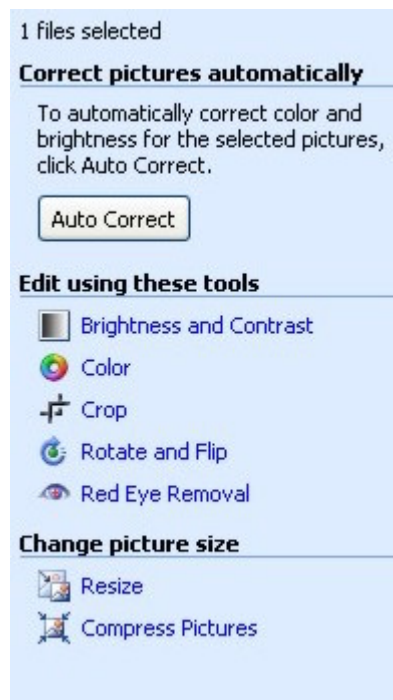 1 files selected
Correct pictures automatically
To automatically correct color and
brightness for the selected pictures,
click Auto Correct.
Auto Correct
Edit using these tools
Brightness and Contrast
Color
Crop
Rotate and Flip
Red Eye Removal
Change picture size
Resize
Compress Pictures